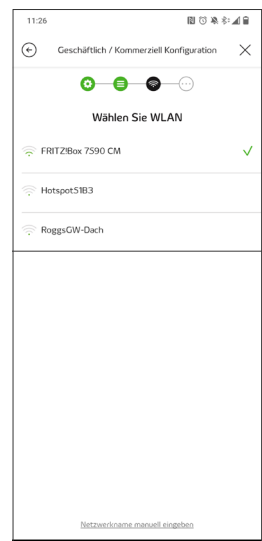 11:26
Geschäftlich / Kommerziell Konfiguration
Wählen Sie WLAN
FRITZ!Box 7590 CM
Hotspot51B3
RoggsGW-Dach
Netzwerkname manuell eingeben